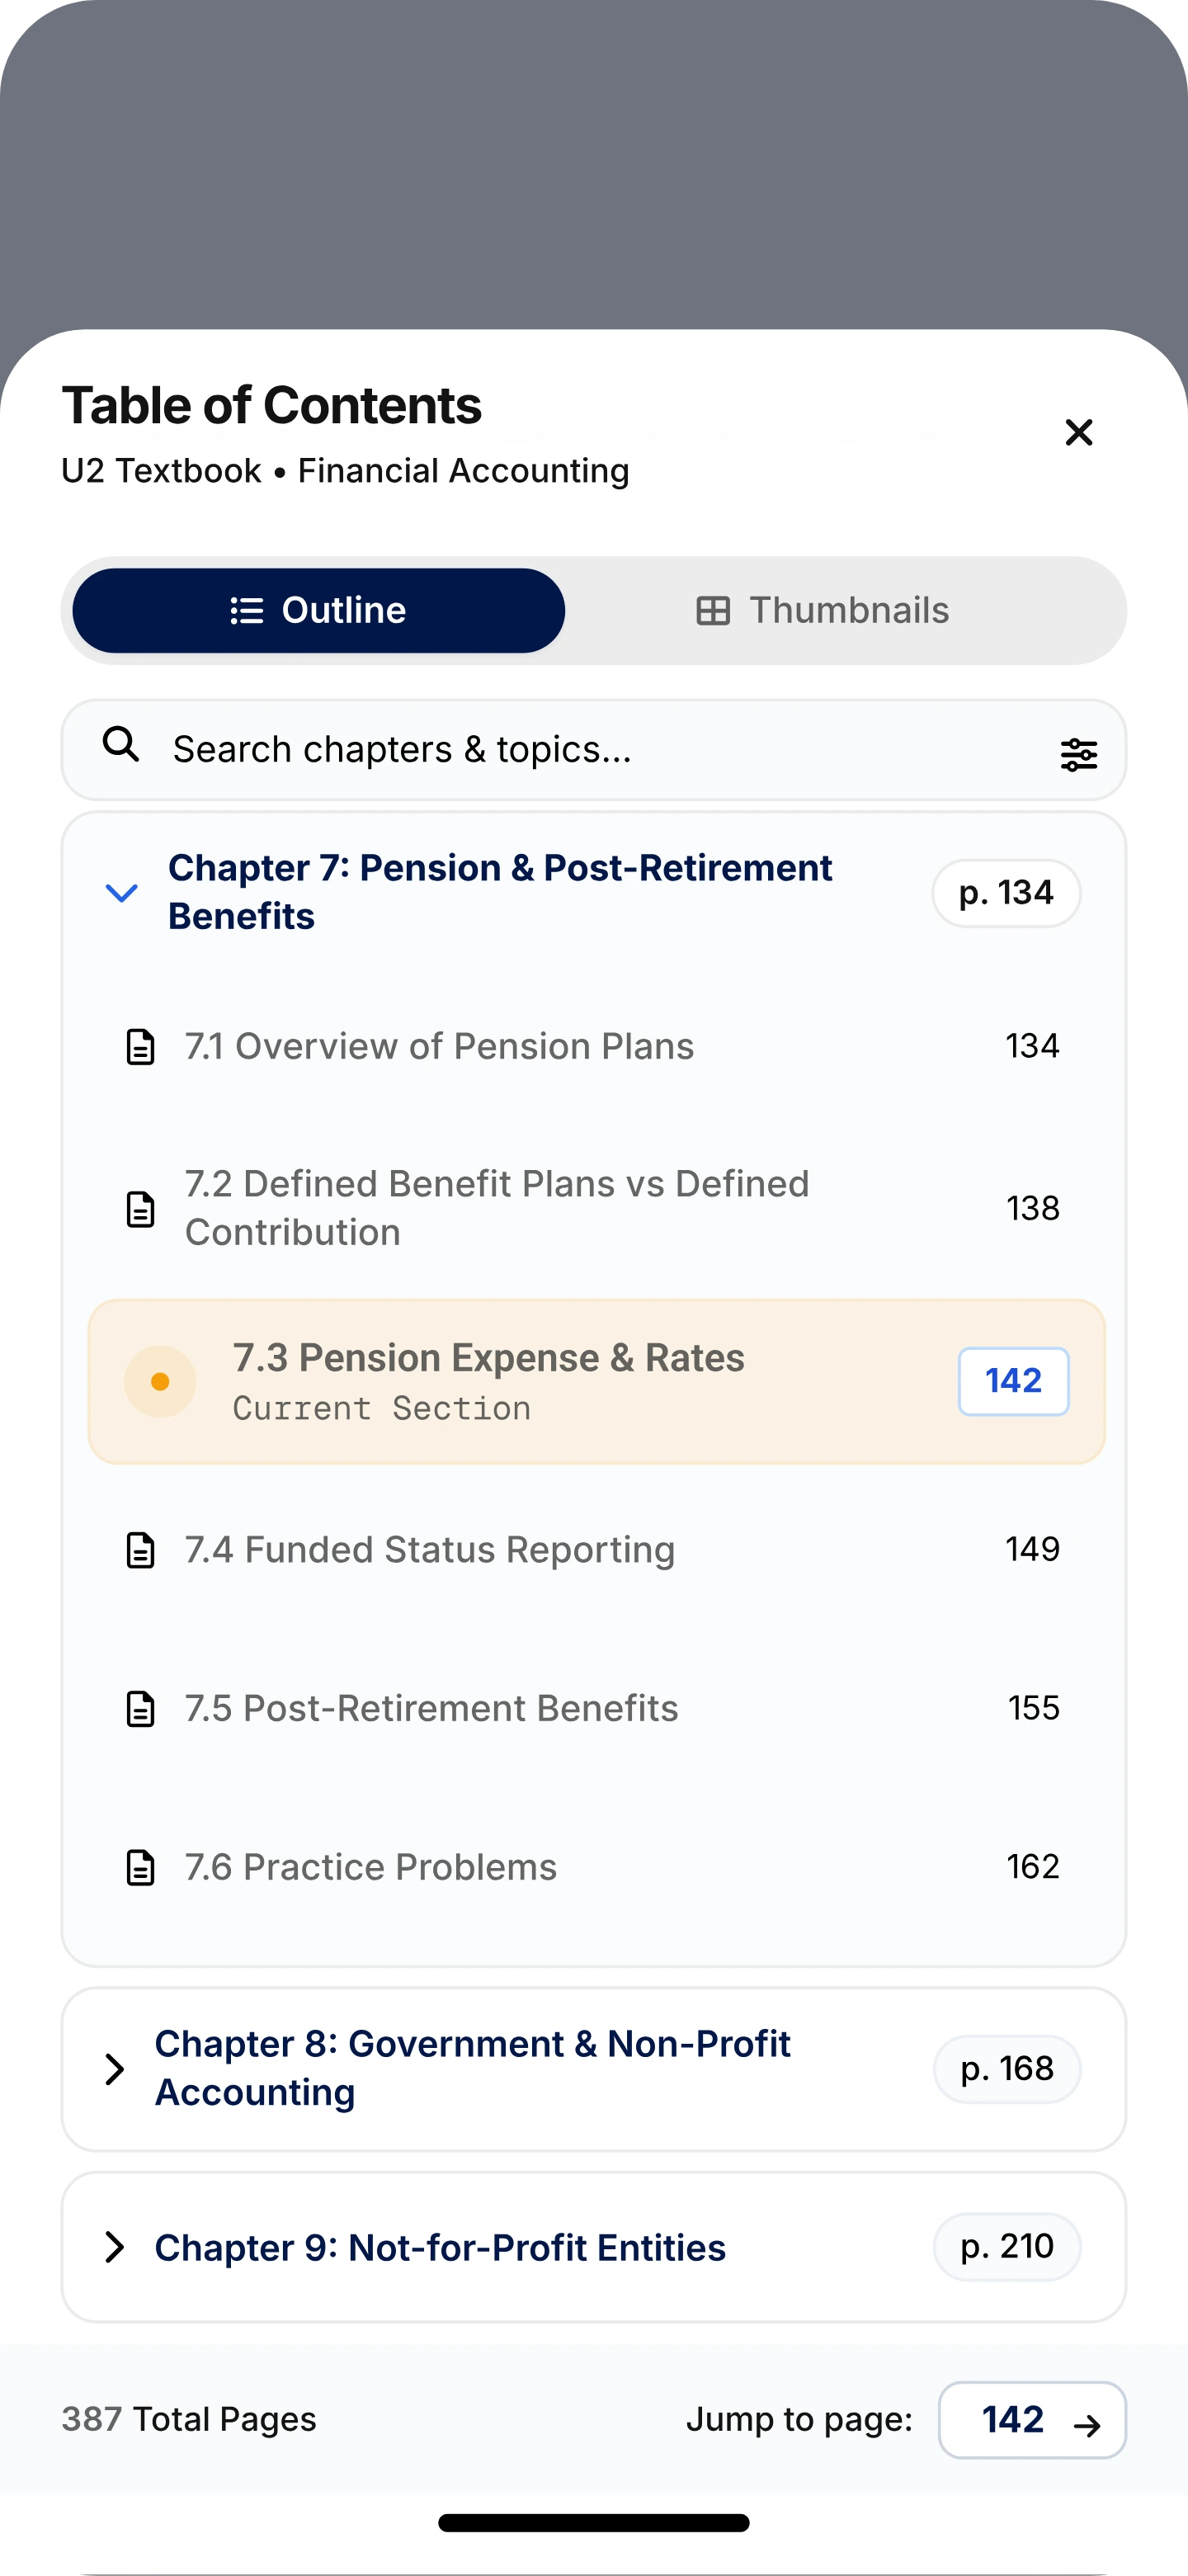 Table of Contents
U2 Textbook • Financial Accounting
Outline
Thumbnails
Search chapters & topics...
Chapter 7: Pension & Post-Retirement
Benefits
p. 134
7.1 Overview of Pension Plans
134
7.2 Defined Benefit Plans vs Defined
Contribution
138
7.3 Pension Expense & Rates
Current Section
142
7.4 Funded Status Reporting
149
7.5 Post-Retirement Benefits
155
7.6 Practice Problems
162
Chapter 8: Government & Non-Profit
Accounting
p. 168
Chapter 9: Not-for-Profit Entities
p. 210
387 Total Pages
Jump to page:
142